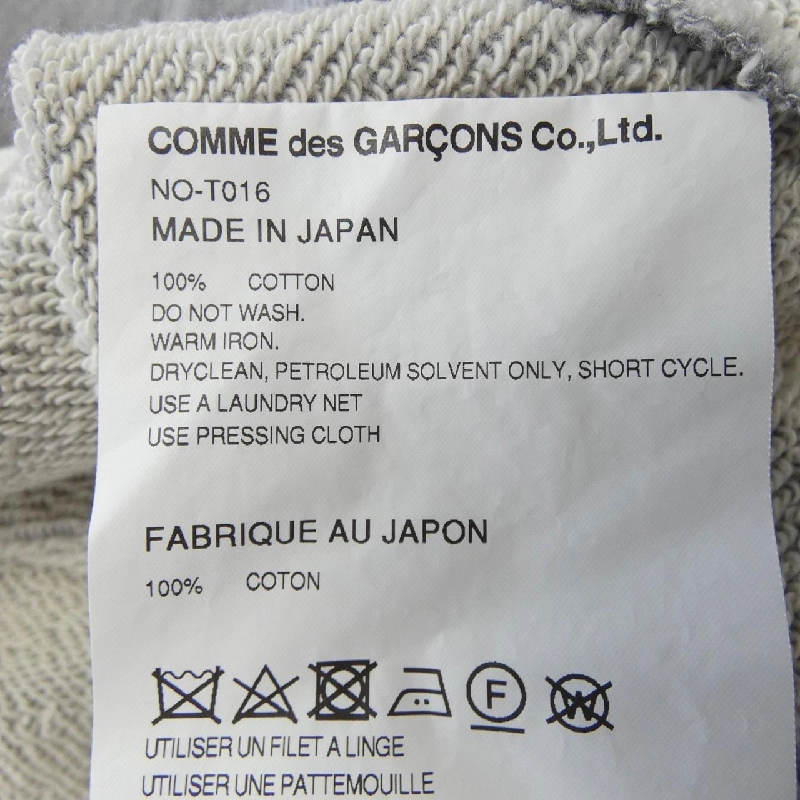 COMME des GARÇONS Co.,Ltd.
NO-T016
MADE IN JAPAN
100% COTTON
DO NOT WASH.
WARM IRON.
DRYCLEAN, PETROLEUM SOLVENT ONLY, SHORT CYCLE.
USE A LAUNDRY NET
USE PRESSING CLOTH
FABRIQUE AU JAPON
100% COTON
F W
UTILISER UN FILET A LINGE
UTILISER UNE PATTEMOUILLE